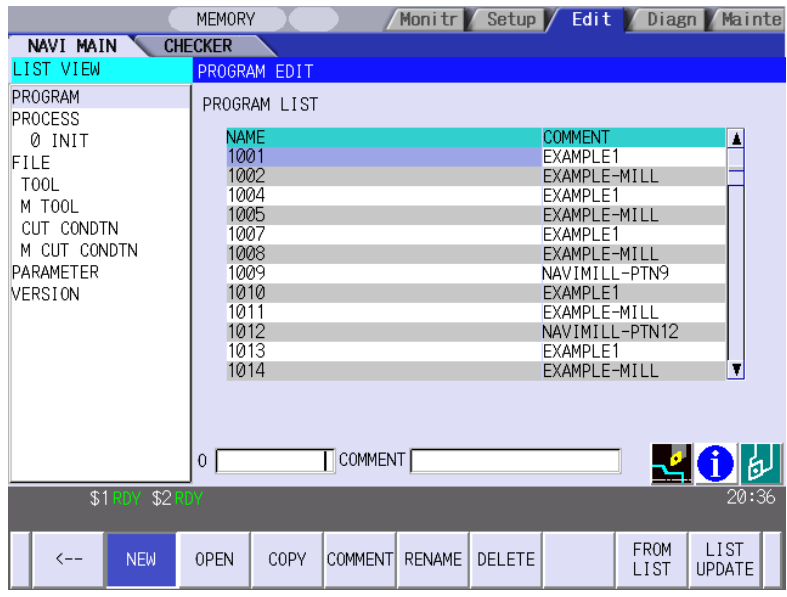 MEMORY Monitr Setup Edit Diagn Mainte
NAVI MAIN CHECKER
LIST VIEW PROGRAM EDIT
PROGRAM
PROCESS
0 INIT
FILE
TOOL
M TOOL
CUT CONDTN
M CUT CONDTN
PARAMETER
VERSION
PROGRAM LIST
NAME COMMENT
1001 EXAMPLE1
1002 EXAMPLE-MILL
1004 EXAMPLE1
1005 EXAMPLE-MILL
1007 EXAMPLE1
1008 EXAMPLE-MILL
1009 NAVIMILL-PTN9
1010 EXAMPLE1
1011 EXAMPLE-MILL
1012 NAVIMILL-PTN12
1013 EXAMPLE1
1014 EXAMPLE-MILL
O COMMENT
$1 RDY $2 RDY 20:36
<-- NEW OPEN COPY COMMENT RENAME DELETE FROM LIST LIST UPDATE